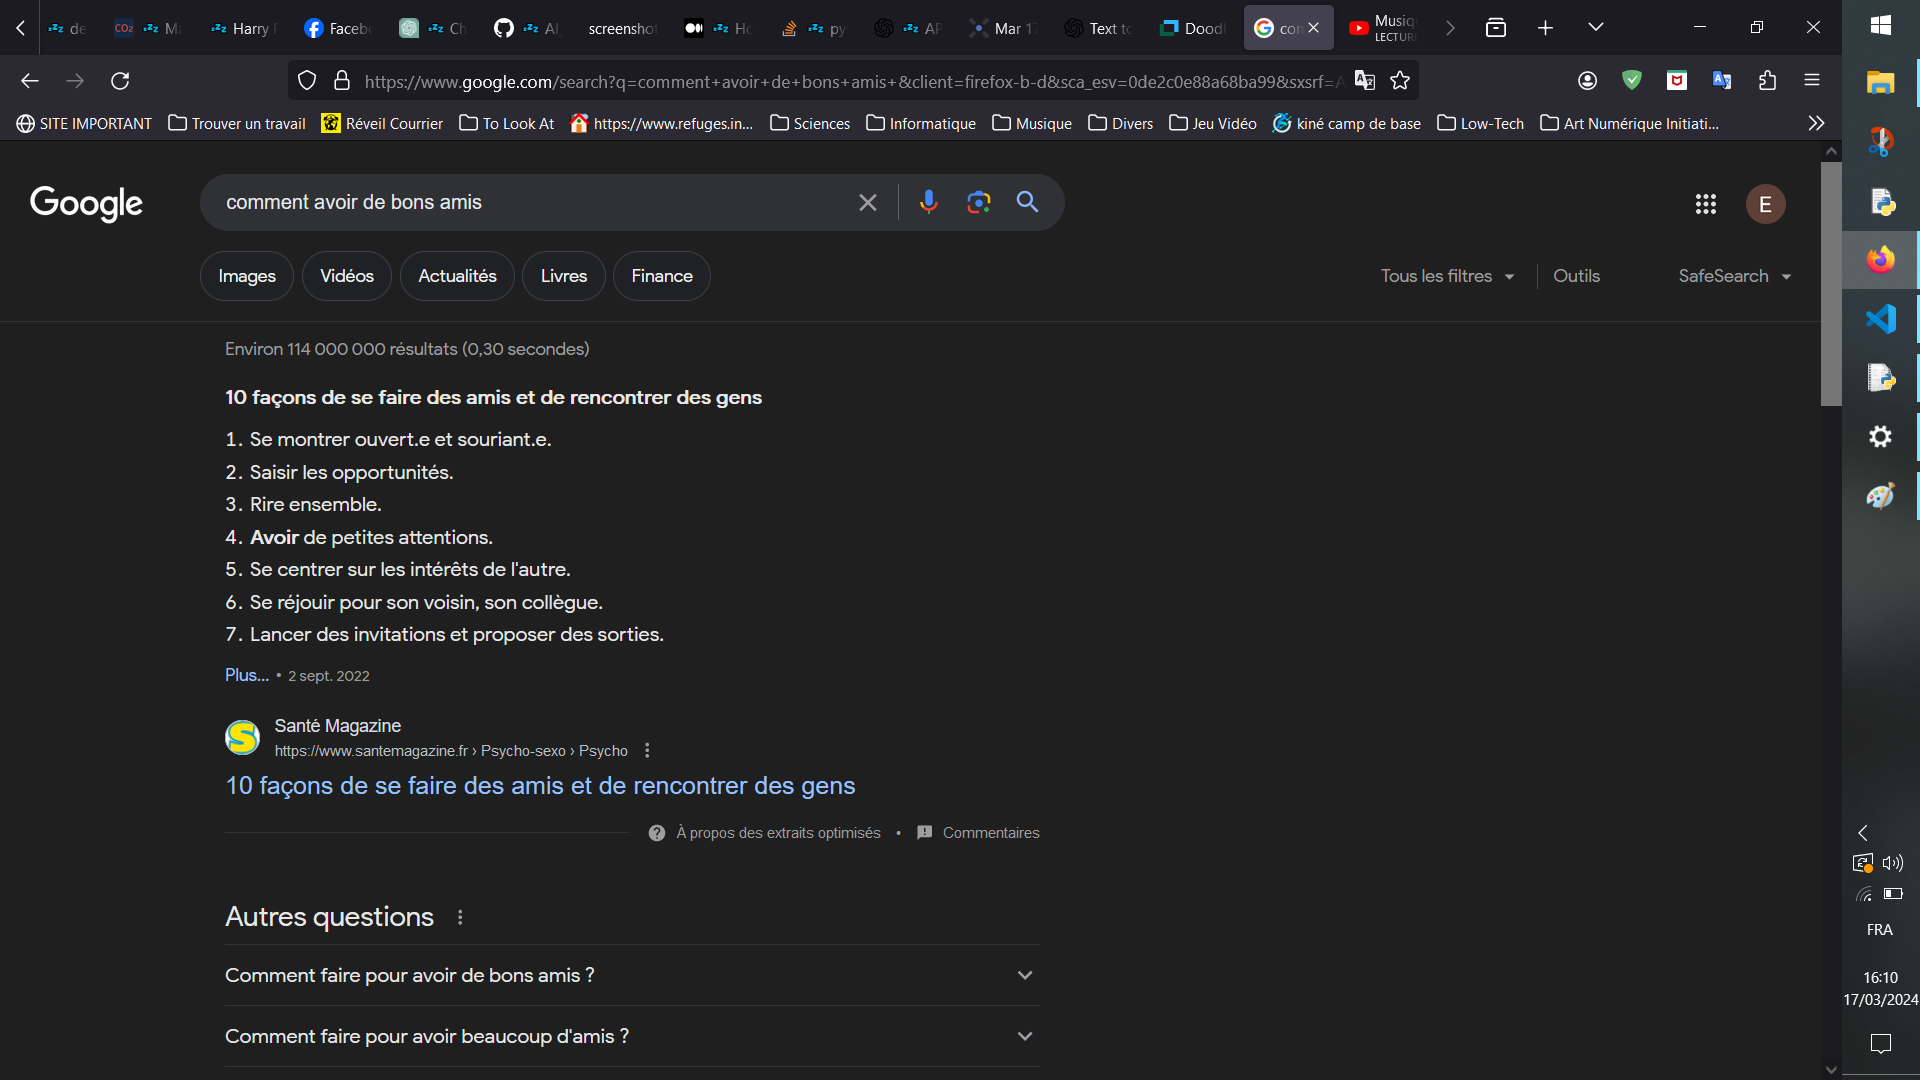 de
CO2 Ma
Harry P
Faceb
Ch
AI_
screensho
Ho
py
AP
Mar 1
Text to
Doodl
con
Musiq
LECTUR
https://www.google.com/search?q=comment+avoir+de+bons+amis+&client=firefox-b-d&sca_esv=0de2c0e88a68ba99&sxsrf=A
SITE IMPORTANT Trouver un travail Réveil Courrier To Look At https://www.refuges.in... Sciences Informatique Musique Divers Jeu Vidéo kiné camp de base Low-Tech Art Numérique Initiati...
Google
comment avoir de bons amis
E
Images Vidéos Actualités Livres Finance
Tous les filtres Outils SafeSearch
Environ 114 000 000 résultats (0,30 secondes)
10 façons de se faire des amis et de rencontrer des gens
1. Se montrer ouvert.e et souriant.e.
2. Saisir les opportunités.
3. Rire ensemble.
4. Avoir de petites attentions.
5. Se centrer sur les intérêts de l'autre.
6. Se réjouir pour son voisin, son collègue.
7. Lancer des invitations et proposer des sorties.
Plus... • 2 sept. 2022
Santé Magazine
https://www.santemagazine.fr › Psycho-sexo › Psycho
10 façons de se faire des amis et de rencontrer des gens
À propos des extraits optimisés • Commentaires
Autres questions
Comment faire pour avoir de bons amis ?
Comment faire pour avoir beaucoup d'amis ?
FRA
16:10
17/03/2024